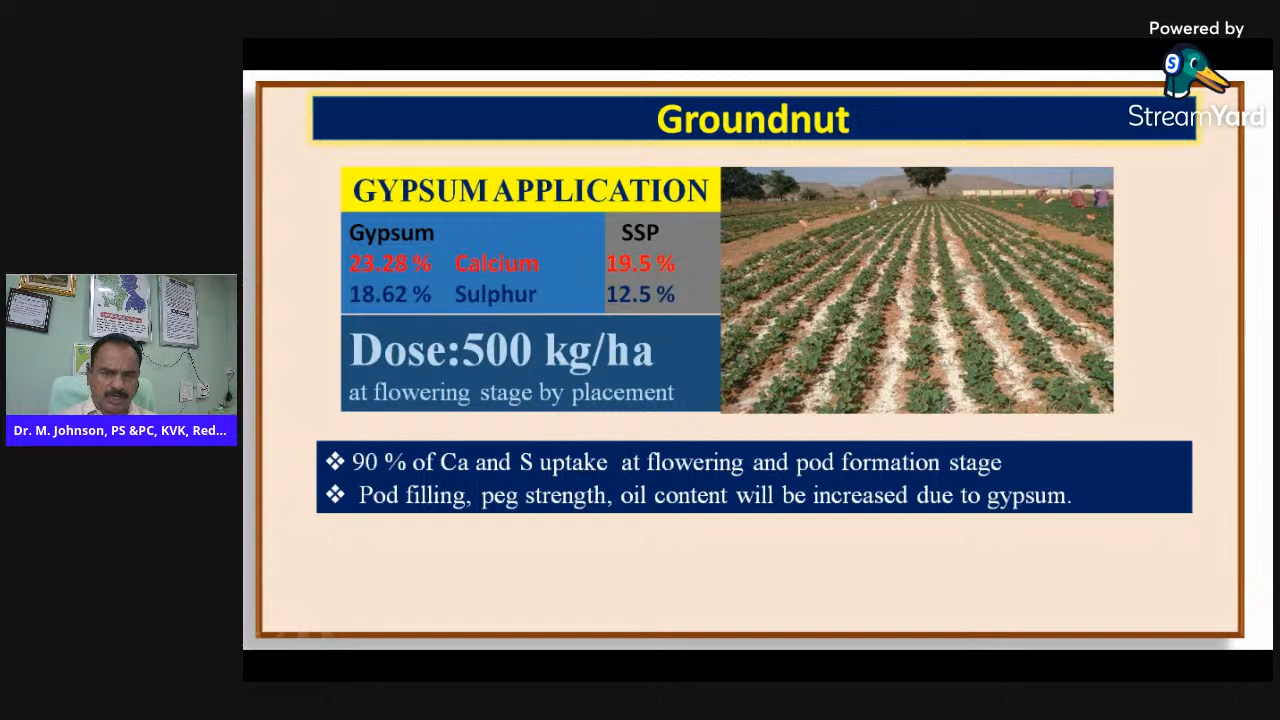 Powered by
StreamYard
Groundnut
GYPSUM APPLICATION
Gypsum SSP
23.28 % Calcium 19.5 %
18.62 % Sulphur 12.5 %
Dose:500 kg/ha
at flowering stage by placement
❖ 90 % of Ca and S uptake at flowering and pod formation stage
❖ Pod filling, peg strength, oil content will be increased due to gypsum.
Dr. M. Johnson, PS &PC, KVK, Red...